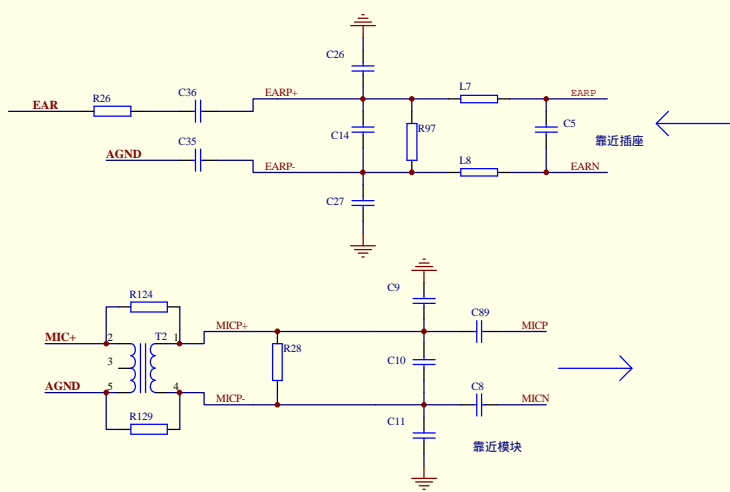 C26
EAR
R26
C36
EARP+
L7
EARP
C14
R97
C5
靠近插座
C35
AGND
EARP-
L8
EARN
C27
R124
C9
C89
MIC+
2
T2
1
MICP+
MICP
3
R28
C10
AGND
5
4
MICP-
C8
MICN
R129
C11
靠近模块